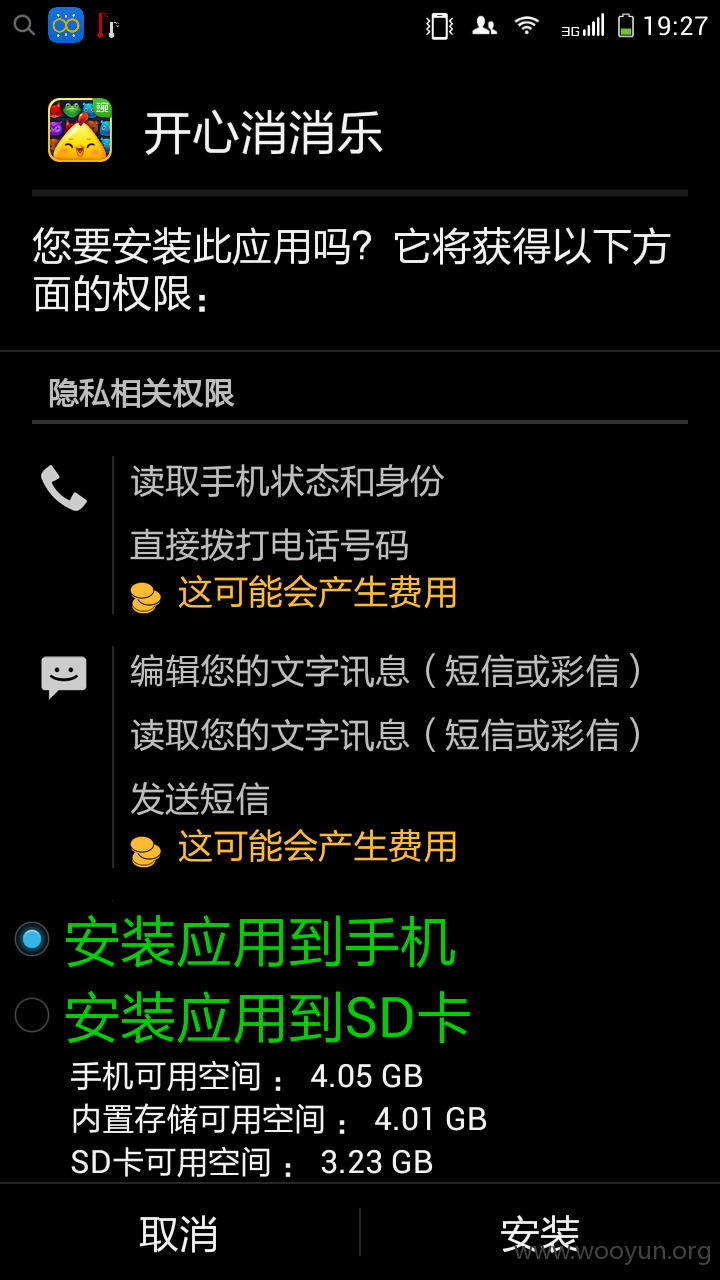 19:27
3G
豌
开心消消乐
您要安装此应用吗？它将获得以下方
面的权限：
隐私相关权限
读取手机状态和身份
直接拨打电话号码
这可能会产生费用
编辑您的文字讯息（短信或彩信）
读取您的文字讯息（短信或彩信）
发送短信
这可能会产生费用
安装应用到手机
安装应用到SD卡
手机可用空间 ： 4.05 GB
内置存储可用空间 ： 4.01 GB
SD卡可用空间 ： 3.23 GB
取消
安装
www.wooyun.org